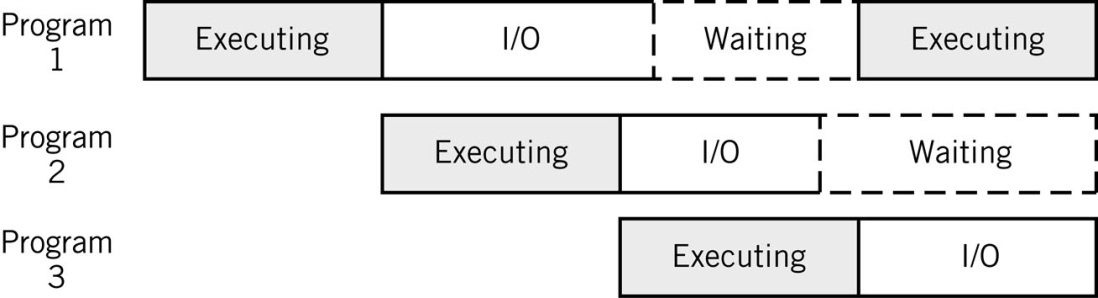 Program
1
Executing
I/O
Waiting
Executing
Program
2
Executing
I/O
Waiting
Program
3
Executing
I/O